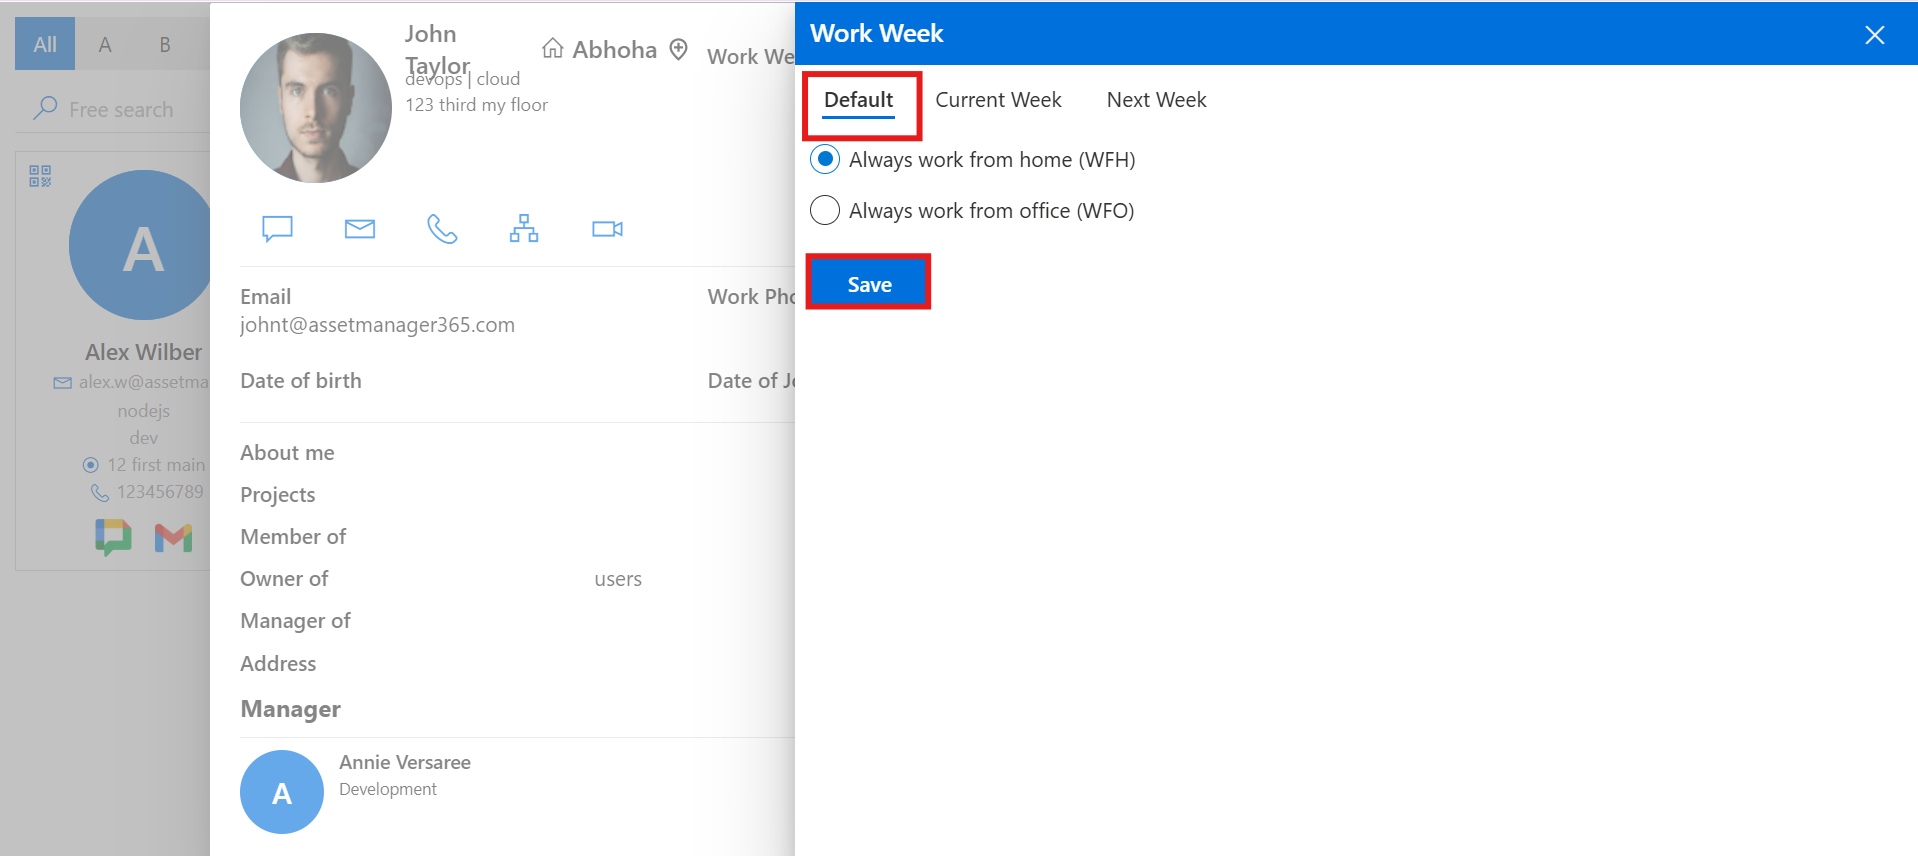 All A B
Free search
A
Alex Wilber
alex.w@assetma
nodejs
dev
12 first main
123456789
John
Taylor
devops | cloud
123 third my floor
Abhoha
Work We
Email
johnt@assetmanager365.com
Work Pho
Date of birth
Date of Jo
About me
Projects
Member of
Owner of users
Manager of
Address
Manager
A
Annie Versaree
Development
Work Week
Default Current Week Next Week
Always work from home (WFH)
Always work from office (WFO)
Save